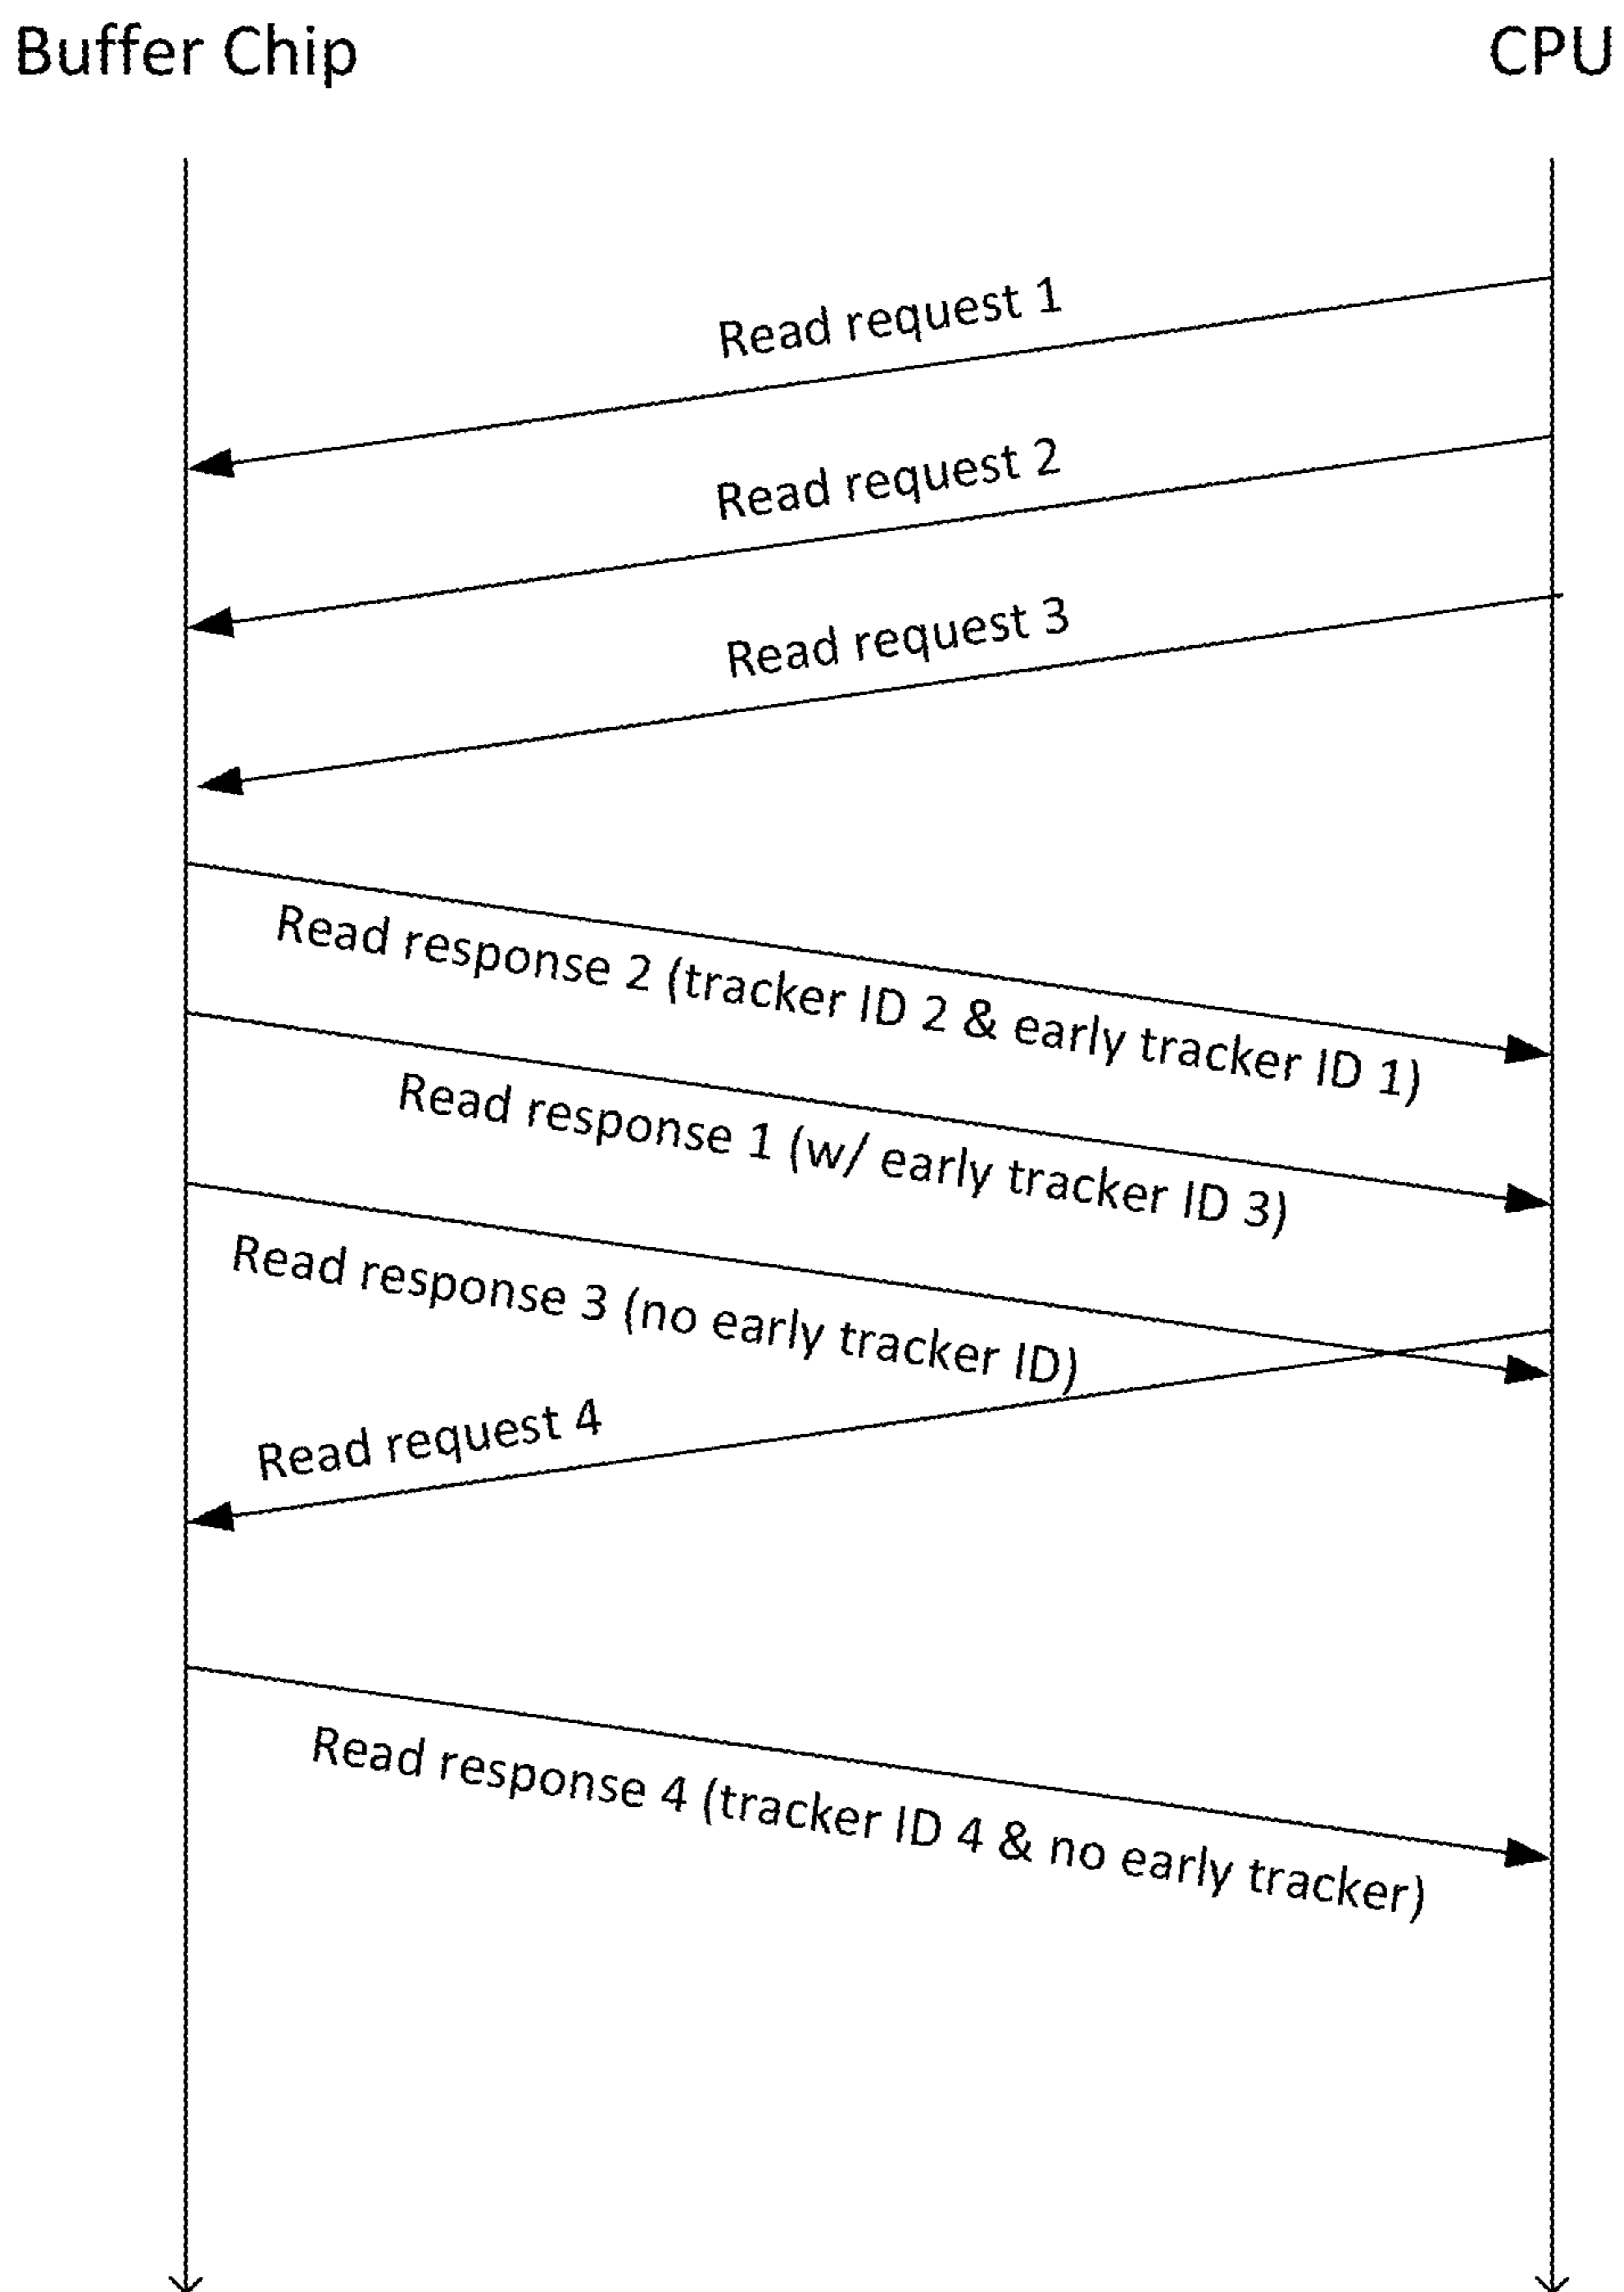 Buffer Chip
CPU
Read request 1
Read request 2
Read request 3
Read response 2 (tracker ID 2 & early tracker ID 1)
Read response 1 (w/ early tracker ID 3)
Read response 3 (no early tracker ID)
Read request 4
Read response 4 (tracker ID 4 & no early tracker)